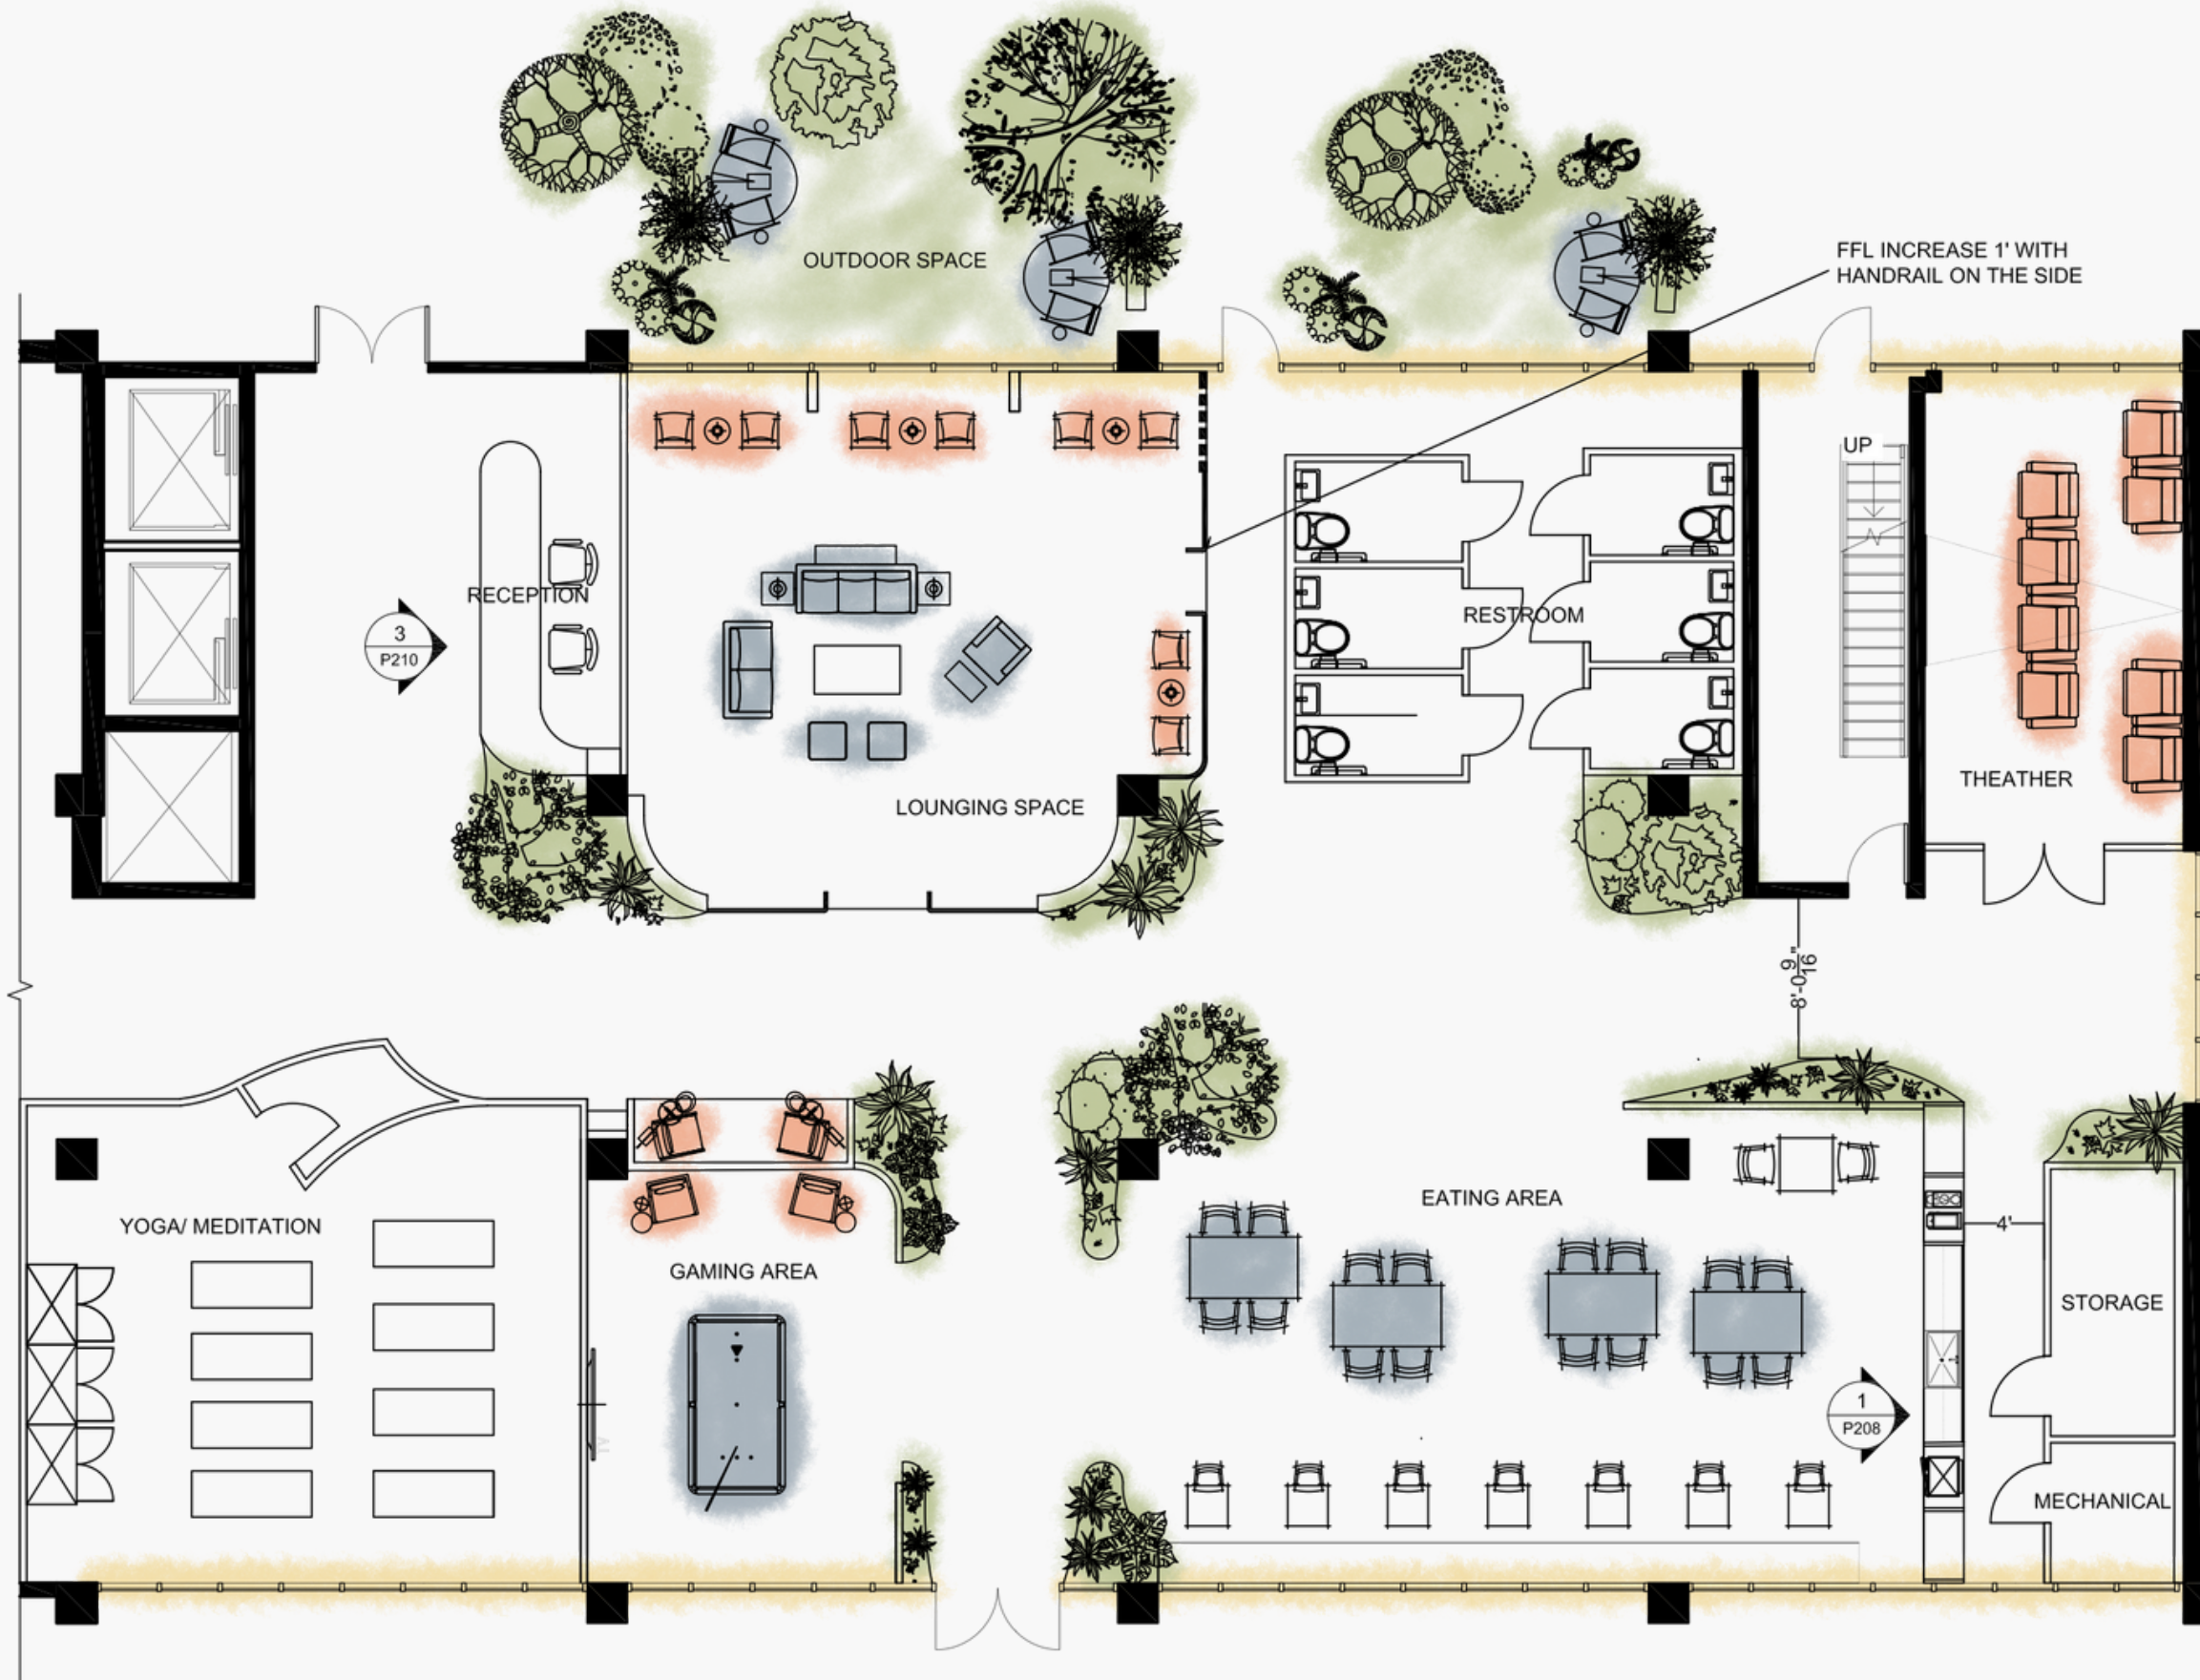 OUTDOOR SPACE
FFL INCREASE 1' WITH
HANDRAIL ON THE SIDE
UP
RECEPTION
3
P210
RESTROOM
THEATHER
LOUNGING SPACE
8'-0 9/16"
YOGA/ MEDITATION
GAMING AREA
EATING AREA
4'
STORAGE
TV
1
P208
MECHANICAL